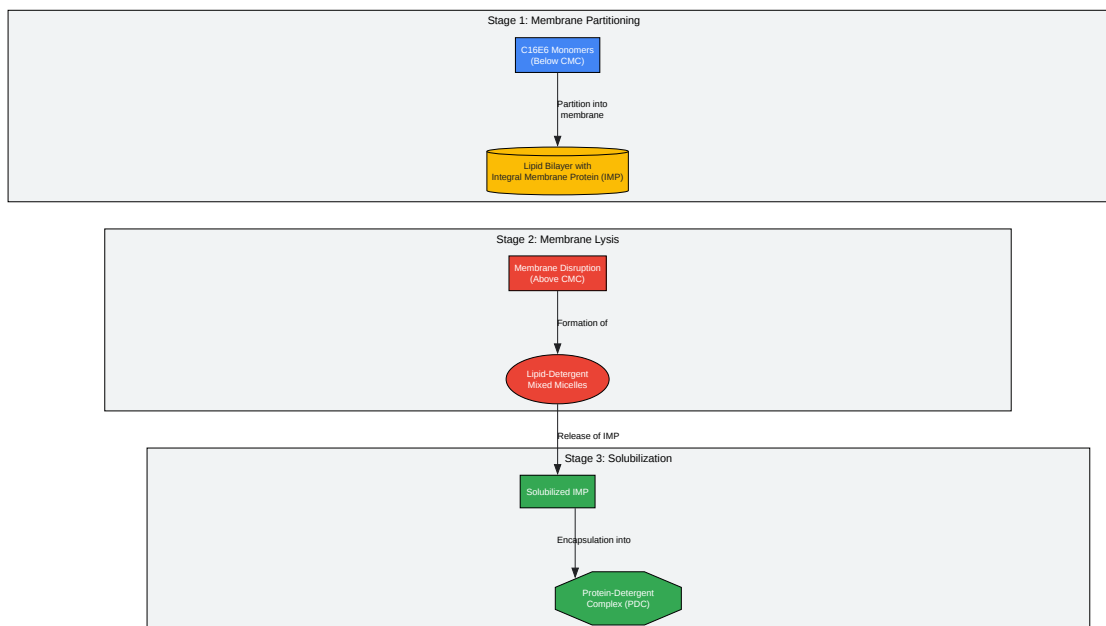 Stage 1: Membrane Partitioning
C16E6 Monomers
(Below CMC)
Partition into
membrane
Lipid Bilayer with
Integral Membrane Protein (IMP)
Stage 2: Membrane Lysis
Membrane Disruption
(Above CMC)
Formation of
Lipid-Detergent
Mixed Micelles
Release of IMP
Stage 3: Solubilization
Solubilized IMP
Encapsulation into
Protein-Detergent
Complex (PDC)